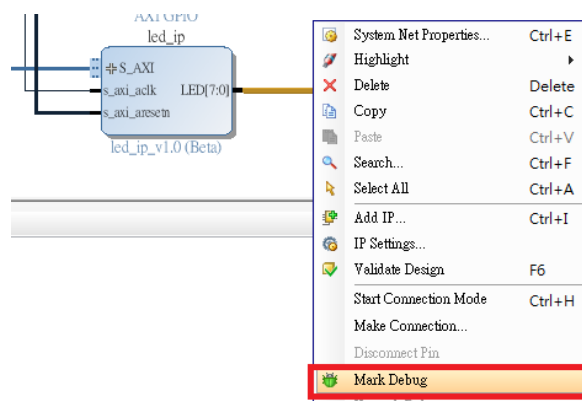 AXI GPIO
led_ip
S_AXI
s_axi_aclk LED[7:0]
s_axi_aresetn
led_ip_v1.0 (Beta)
System Net Properties... Ctrl+E
Highlight
Delete Delete
Copy Ctrl+C
Paste Ctrl+V
Search... Ctrl+F
Select All Ctrl+A
Add IP... Ctrl+I
IP Settings...
Validate Design F6
Start Connection Mode Ctrl+H
Make Connection...
Disconnect Pin
Mark Debug